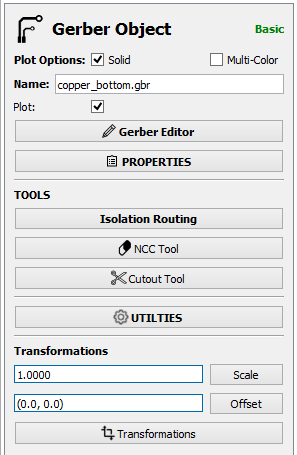 Gerber Object Basic
Plot Options: Solid Multi-Color
Name: copper_bottom.gbr
Plot:
Gerber Editor
PROPERTIES
TOOLS
Isolation Routing
NCC Tool
Cutout Tool
UTILTIES
Transformations
1.0000 Scale
(0.0, 0.0) Offset
Transformations